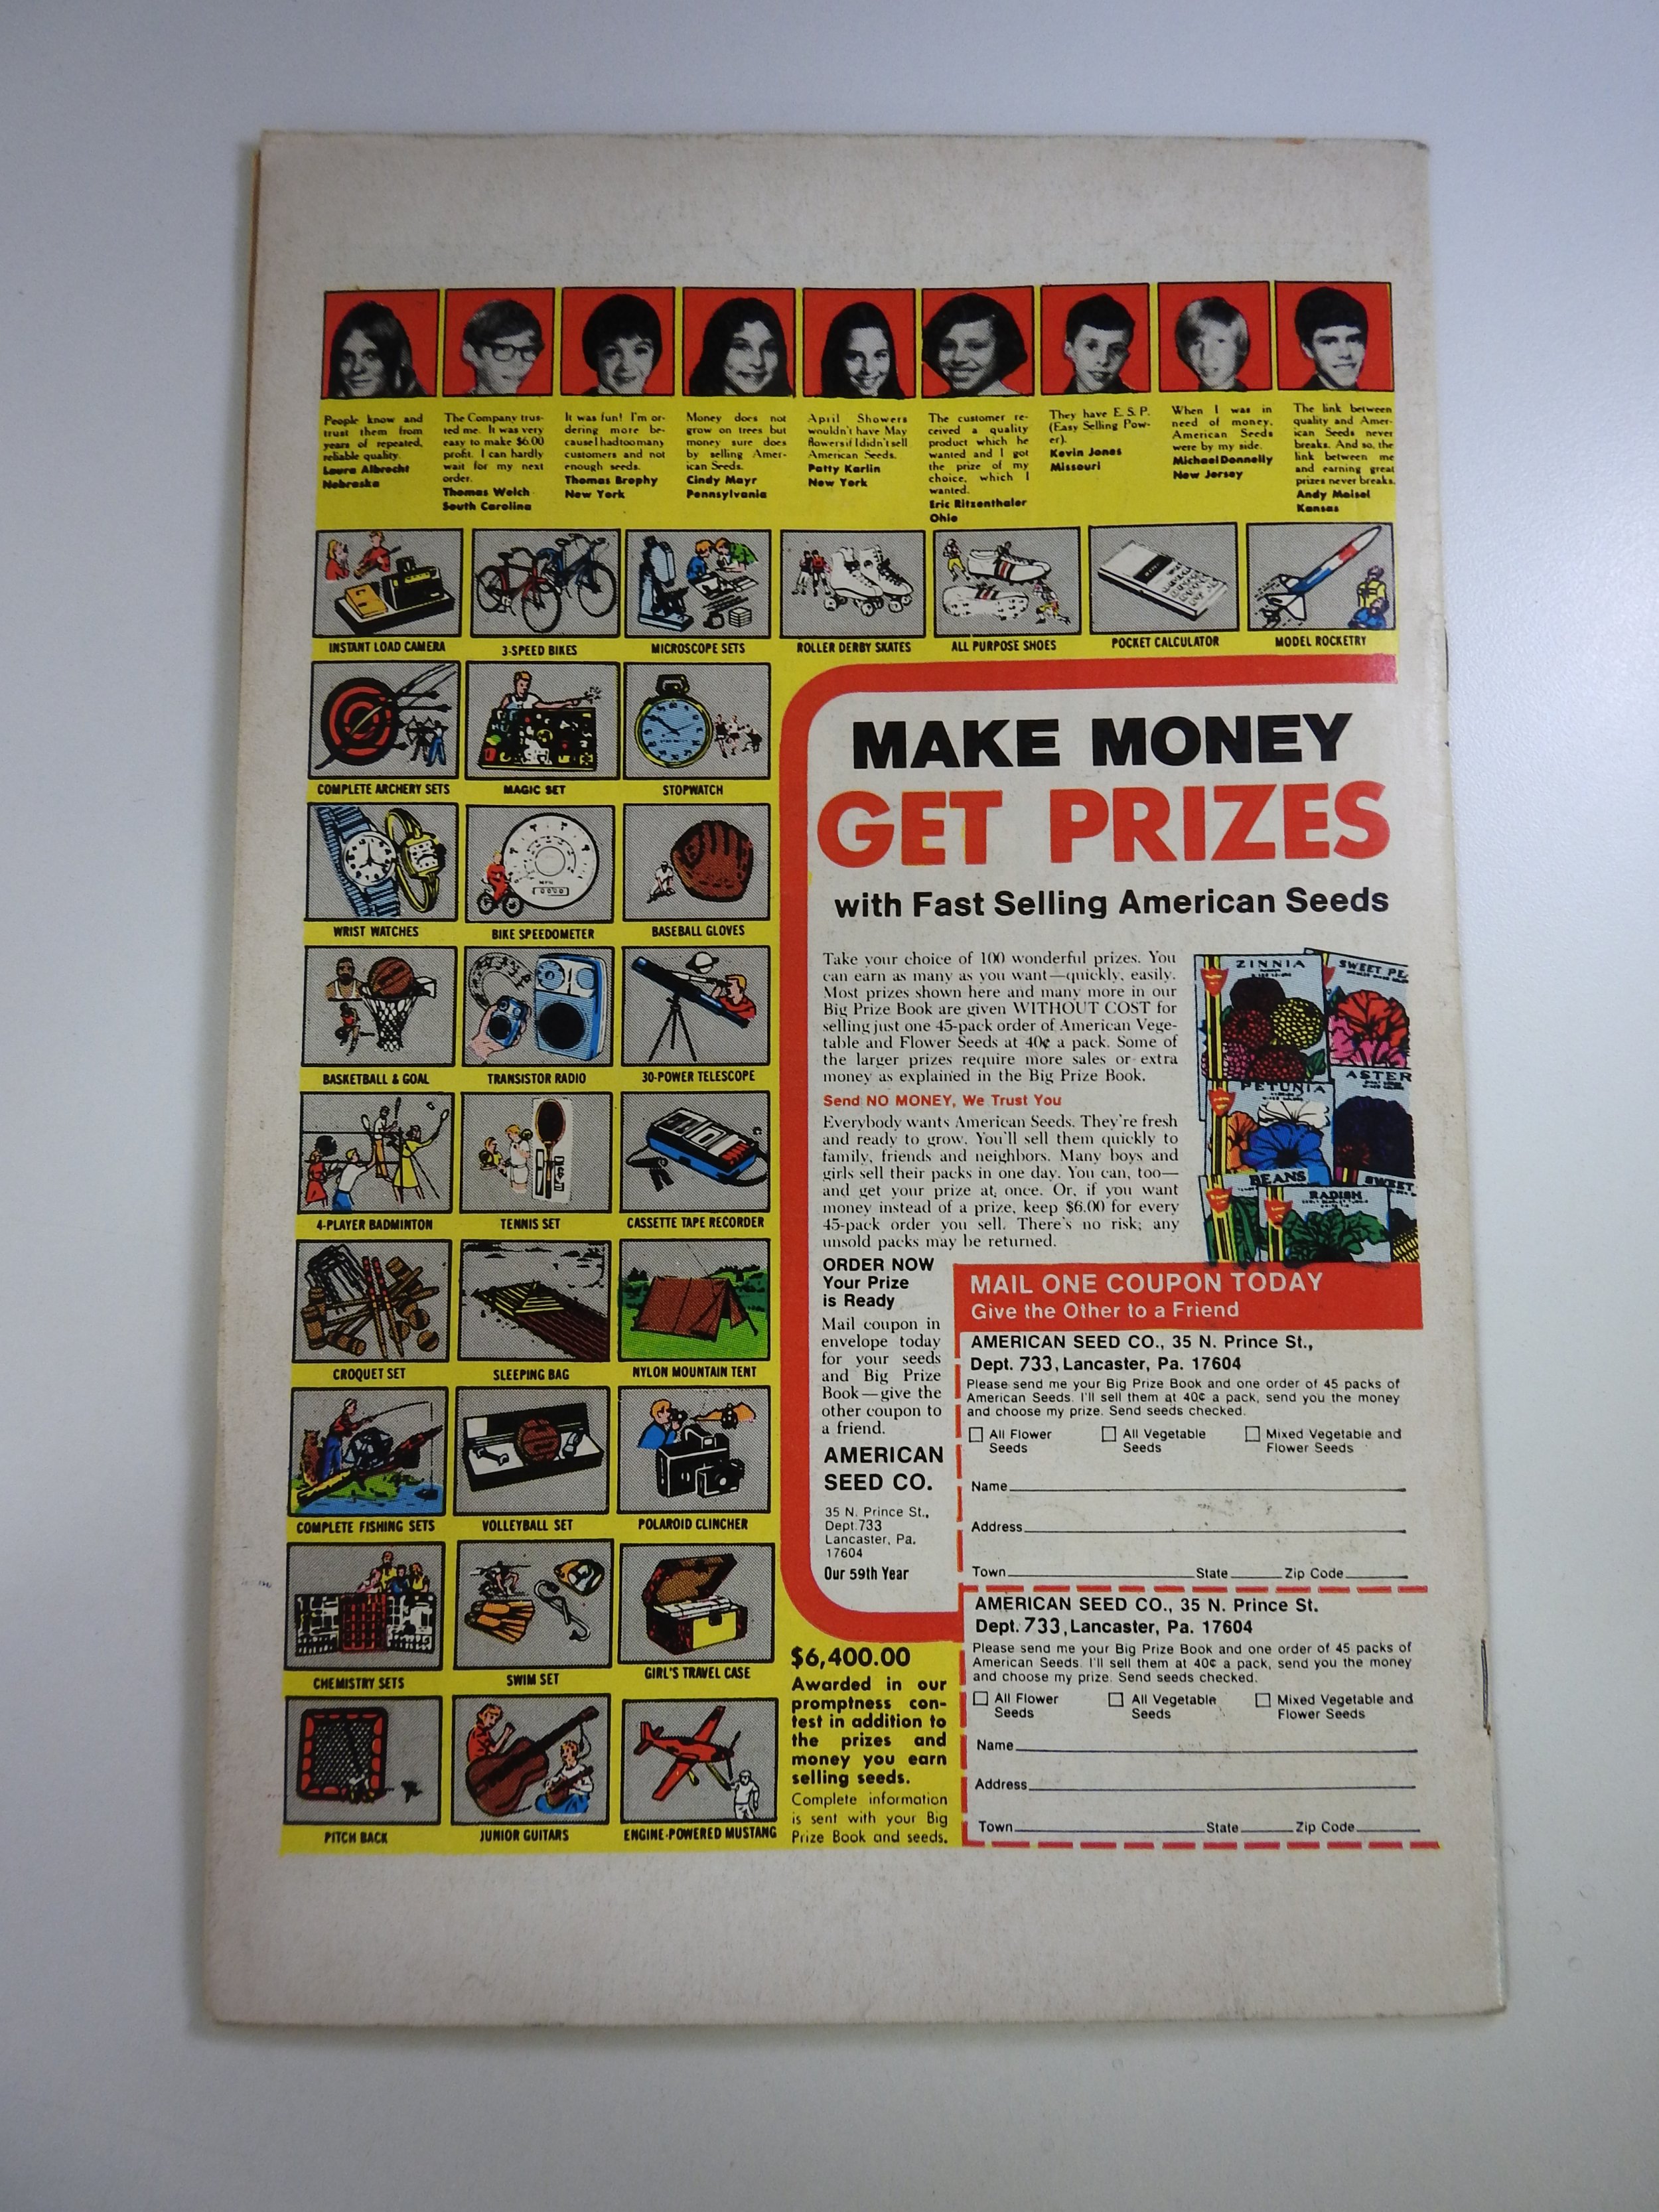 People know and
trust them from
years of repeated,
reliable quality.
Laura Albrecht
Nebraska
The Company trus-
ted me. It was very
easy to make $6.00
profit. I can hardly
wait for my next
order.
Thomas Welch
South Carolina
It was fun! I'm or-
dering more be-
cause I had too many
customers and not
enough seeds.
Thomas Brophy
New York
Money does not
grow on trees but
money sure does
by selling Amer-
ican Seeds.
Cindy Mayr
Pennsylvania
April Showers
wouldn't have May
flowers if I didn't sell
American Seeds.
Patty Karlin
New York
The customer re-
ceived a quality
product which he
wanted and I got
the prize of my
choice, which I
wanted.
Eric Ritzenthaler
Ohio
They have E.S.P.
(Easy Selling Pow-
er).
Kevin Jones
Missouri
When I was in
need of money,
American Seeds
were by my side.
Michael Donnelly
New Jersey
The link between
quality and Amer-
ican Seeds never
breaks. And so, the
link between me
and earning great
prizes never breaks.
Andy Maisel
Kansas
INSTANT LOAD CAMERA
3-SPEED BIKES
MICROSCOPE SETS
ROLLER DERBY SKATES
ALL PURPOSE SHOES
POCKET CALCULATOR
MODEL ROCKETRY
COMPLETE ARCHERY SETS
MAGIC SET
STOPWATCH
WRIST WATCHES
BIKE SPEEDOMETER
BASEBALL GLOVES
BASKETBALL & GOAL
TRANSISTOR RADIO
30-POWER TELESCOPE
4-PLAYER BADMINTON
TENNIS SET
CASSETTE TAPE RECORDER
CROQUET SET
SLEEPING BAG
NYLON MOUNTAIN TENT
COMPLETE FISHING SETS
VOLLEYBALL SET
POLAROID CLINCHER
CHEMISTRY SETS
SWIM SET
GIRL'S TRAVEL CASE
PITCH BACK
JUNIOR GUITARS
ENGINE-POWERED MUSTANG
MAKE MONEY
GET PRIZES
with Fast Selling American Seeds
Take your choice of 100 wonderful prizes. You
can earn as many as you want—quickly, easily.
Most prizes shown here and many more in our
Big Prize Book are given WITHOUT COST for
selling just one 45-pack order of American Vege-
table and Flower Seeds at 40¢ a pack. Some of
the larger prizes require more sales or extra
money as explained in the Big Prize Book.
Send NO MONEY, We Trust You
Everybody wants American Seeds. They're fresh
and ready to grow. You'll sell them quickly to
family, friends and neighbors. Many boys and
girls sell their packs in one day. You can, too—
and get your prize at once. Or, if you want
money instead of a prize, keep $6.00 for every
45-pack order you sell. There's no risk; any
unsold packs may be returned.
ZINNIA
SWEET PE
PETUNIA
ASTER
BEANS
RADISH
SWEET
ORDER NOW
Your Prize
is Ready
Mail coupon in
envelope today
for your seeds
and Big Prize
Book—give the
other coupon to
a friend.
AMERICAN
SEED CO.
35 N. Prince St.,
Dept. 733
Lancaster, Pa.
17604
Our 59th Year
MAIL ONE COUPON TODAY
Give the Other to a Friend
AMERICAN SEED CO., 35 N. Prince St.,
Dept. 733, Lancaster, Pa. 17604
Please send me your Big Prize Book and one order of 45 packs of
American Seeds. I'll sell them at 40¢ a pack, send you the money
and choose my prize. Send seeds checked.
All Flower
Seeds
All Vegetable
Seeds
Mixed Vegetable and
Flower Seeds
Name
Address
Town State Zip Code
AMERICAN SEED CO., 35 N. Prince St.
Dept. 733, Lancaster, Pa. 17604
Please send me your Big Prize Book and one order of 45 packs of
American Seeds. I'll sell them at 40¢ a pack, send you the money
and choose my prize. Send seeds checked.
All Flower
Seeds
All Vegetable
Seeds
Mixed Vegetable and
Flower Seeds
Name
Address
Town State Zip Code
$6,400.00
Awarded in our
promptness con-
test in addition to
the prizes and
money you earn
selling seeds.
Complete information
is sent with your Big
Prize Book and seeds.